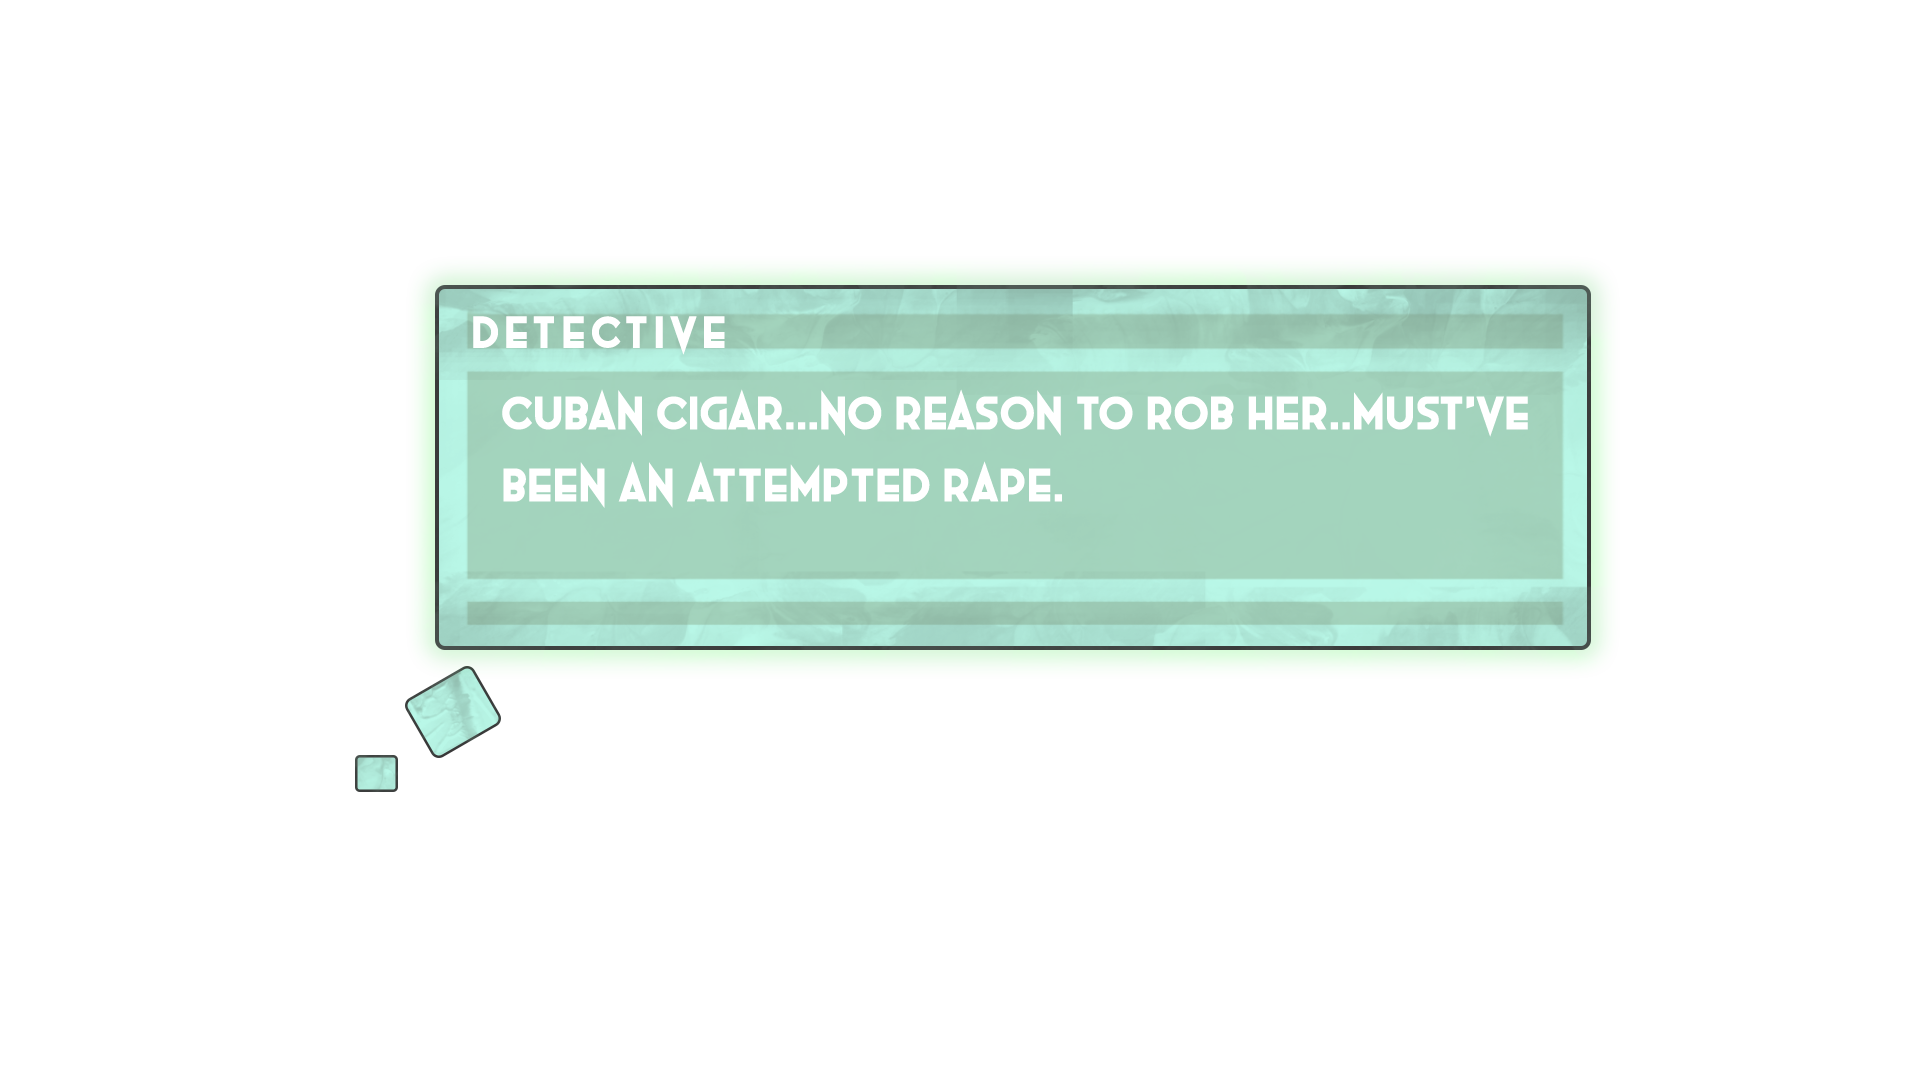 DETECTIVE
CUBAN CIGAR...NO REASON TO ROB HER..MUST'VE
BEEN AN ATTEMPTED RAPE.